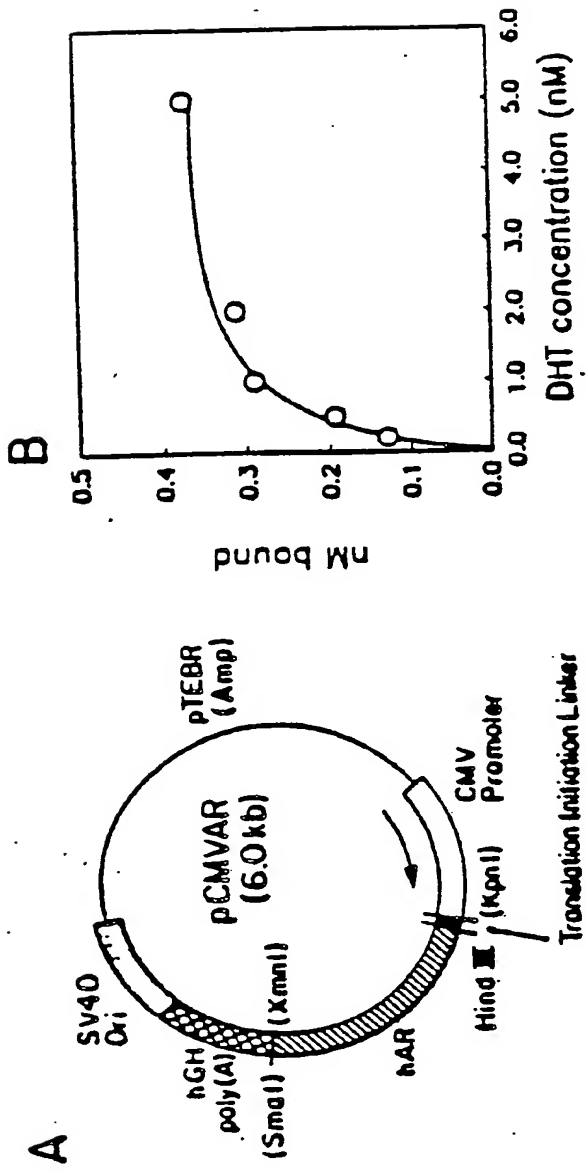 A
pCMVAR
(6.0kb)
pTEBR
(Amp)
SV40
Ori
hGH
poly(A)
(SmaI)
(XmnI)
hAR
Hind III
(KpnI)
CMV
Promoter
Translation Initiation Linker
B
nM bound
0.5
0.4
0.3
0.2
0.1
0.0
0.0
1.0
2.0
3.0
4.0
5.0
6.0
DHT concentration (nM)